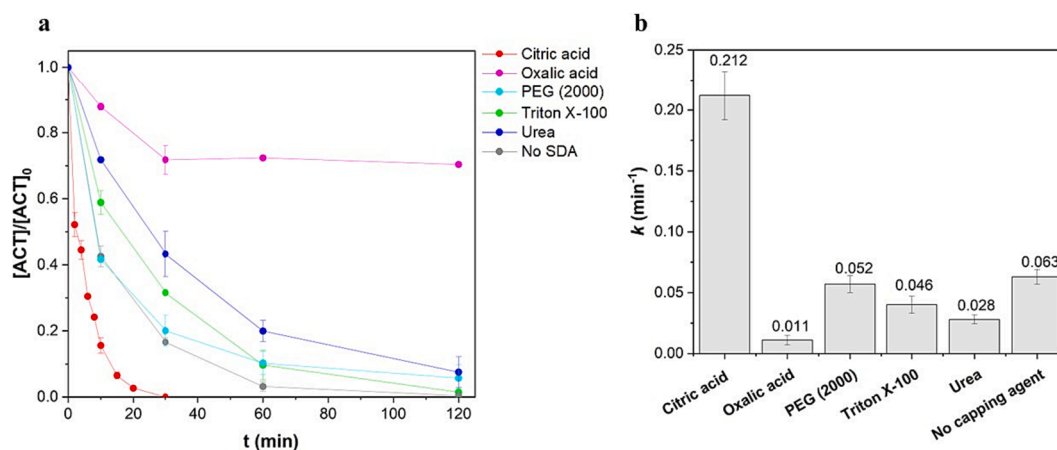 a
[ACT]/[ACT]0
1.0
0.8
0.6
0.4
0.2
0.0
0
20
40
60
80
100
120
t (min)
Citric acid
Oxalic acid
PEG (2000)
Triton X-100
Urea
No SDA
b
k (min-1)
0.25
0.20
0.15
0.10
0.05
0.00
0.212
0.011
0.052
0.046
0.028
0.063
Citric acid
Oxalic acid
PEG (2000)
Triton X-100
Urea
No capping agent